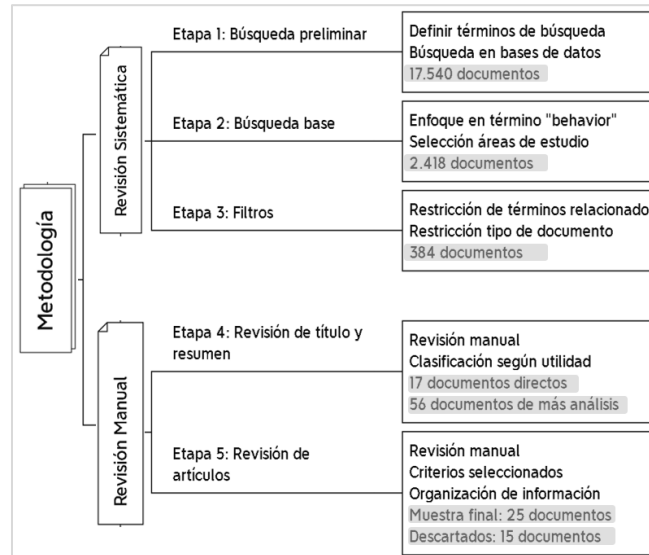 Metodología
Revisión Sistemática
Etapa 1: Búsqueda preliminar
Definir términos de búsqueda
Búsqueda en bases de datos
17.540 documentos
Etapa 2: Búsqueda base
Enfoque en término "behavior"
Selección áreas de estudio
2.418 documentos
Etapa 3: Filtros
Restricción de términos relacionado
Restricción tipo de documento
384 documentos
Revisión Manual
Etapa 4: Revisión de título y
resumen
Revisión manual
Clasificación según utilidad
17 documentos directos
56 documentos de más análisis
Etapa 5: Revisión de
artículos
Revisión manual
Criterios seleccionados
Organización de información
Muestra final: 25 documentos
Descartados: 15 documentos